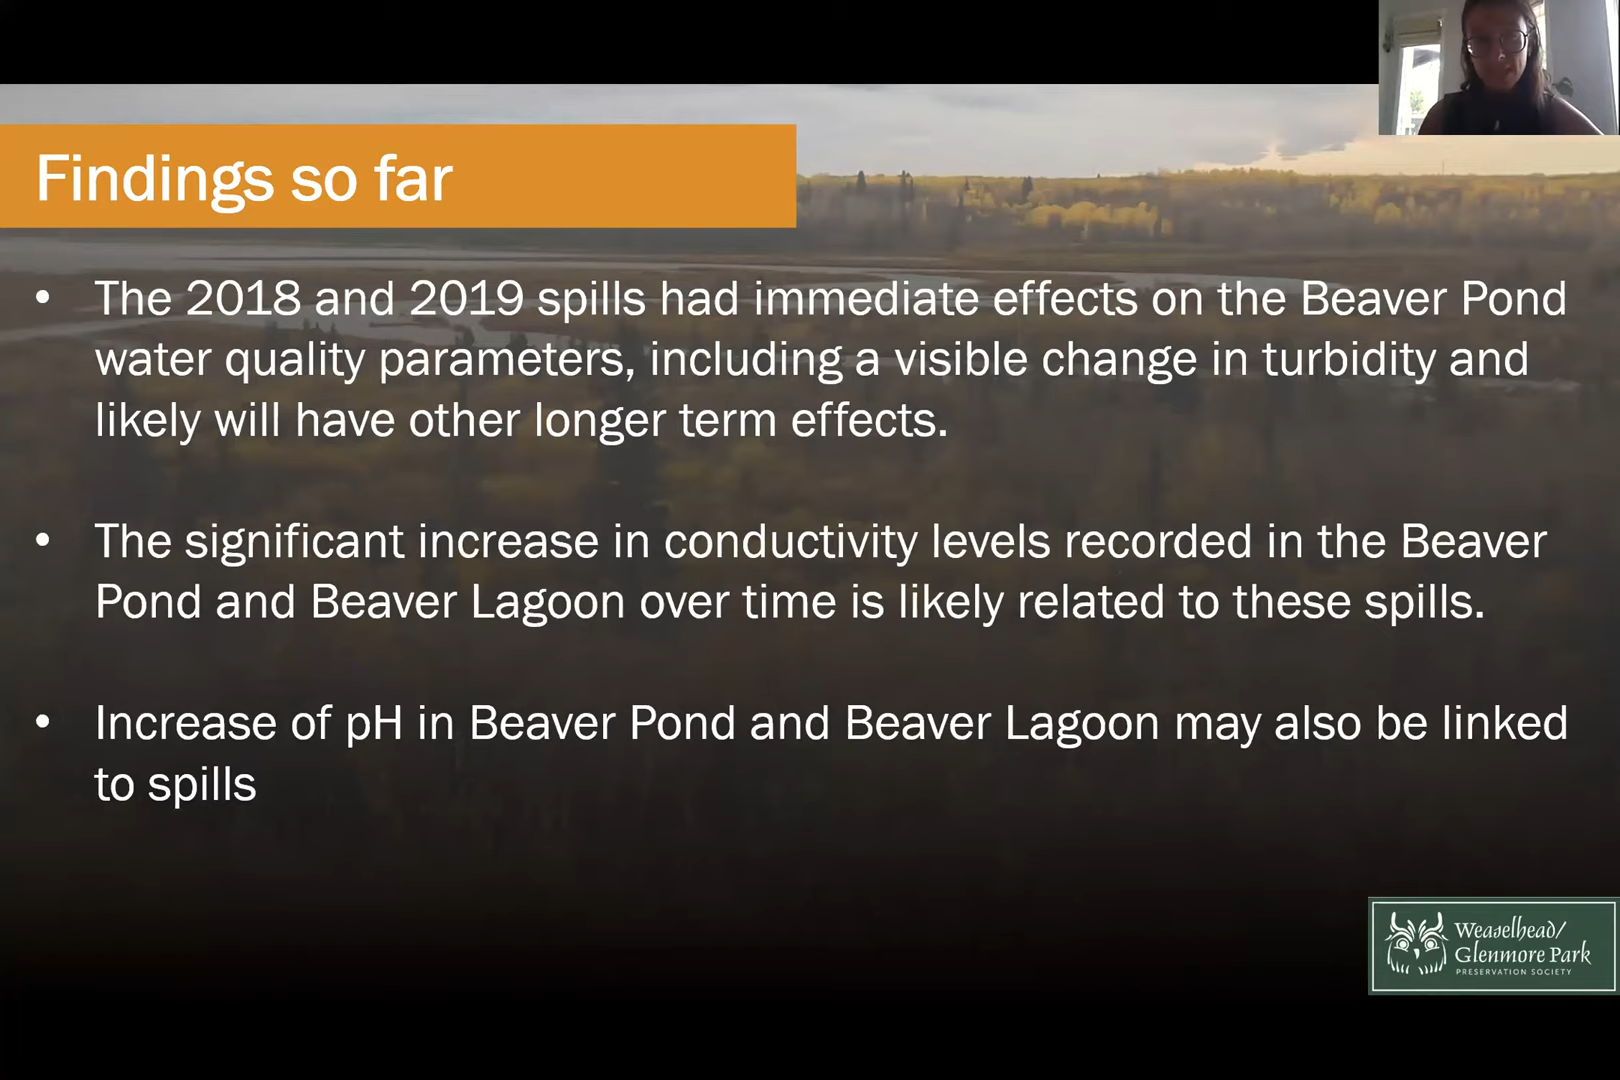 Findings so far
• The 2018 and 2019 spills had immediate effects on the Beaver Pond
water quality parameters, including a visible change in turbidity and
likely will have other longer term effects.
• The significant increase in conductivity levels recorded in the Beaver
Pond and Beaver Lagoon over time is likely related to these spills.
• Increase of pH in Beaver Pond and Beaver Lagoon may also be linked
to spills
Weaselhead/
Glenmore Park
PRESERVATION SOCIETY